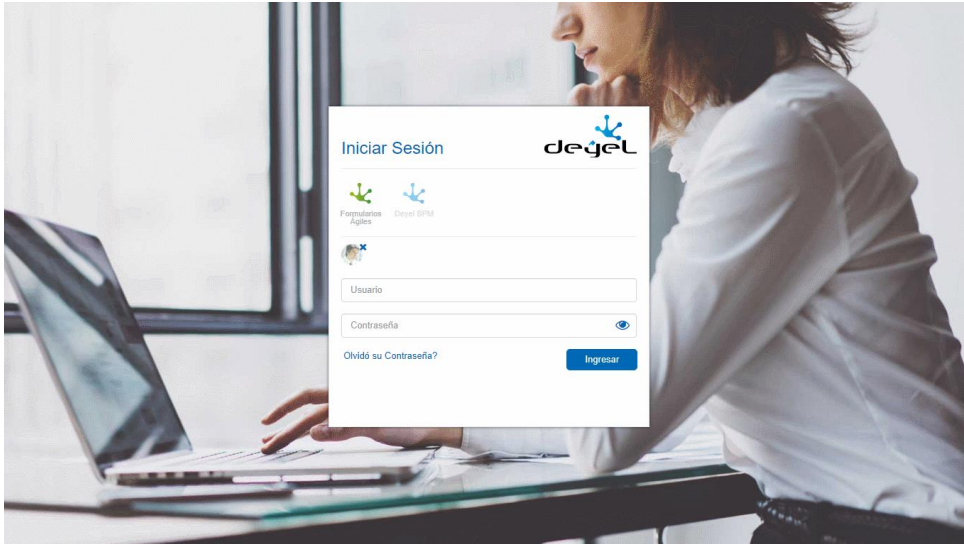 Iniciar Sesión
deyel
Formularios Ágiles
Deyel BPM
Usuario
Contraseña
Olvidó su Contraseña?
Ingresar